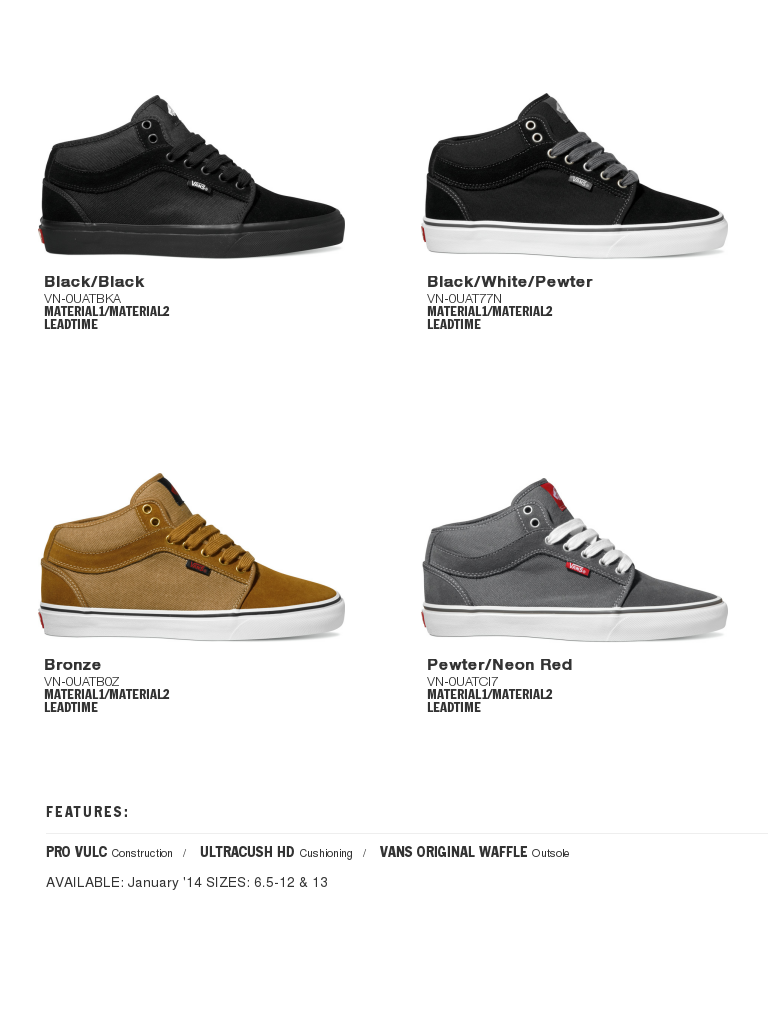 Black/Black
VN-0UATBKA
MATERIAL1/MATERIAL2
LEADTIME
Black/White/Pewter
VN-0UAT77N
MATERIAL1/MATERIAL2
LEADTIME
Bronze
VN-0UATB0Z
MATERIAL1/MATERIAL2
LEADTIME
Pewter/Neon Red
VN-0UATCI7
MATERIAL1/MATERIAL2
LEADTIME
FEATURES:
PRO VULC Construction / ULTRACUSH HD Cushioning / VANS ORIGINAL WAFFLE Outsole
AVAILABLE: January '14 SIZES: 6.5-12 & 13